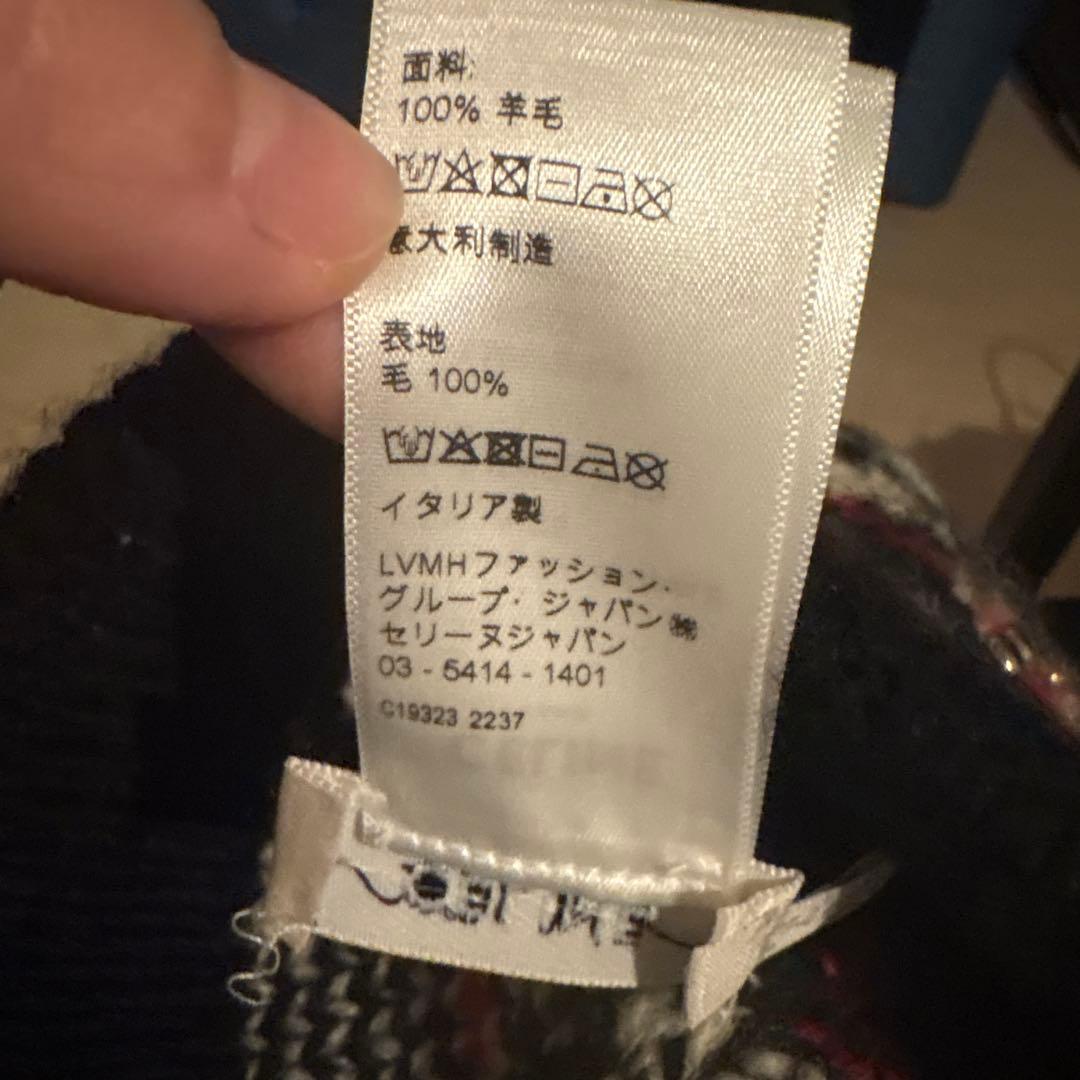 面料:
100% 羊毛
意大利制造
表地
毛 100%
イタリア製
LVMHファッション・
グループ・ジャパン㈱
セリーヌジャパン
03 - 5414 - 1401
C19323 2237